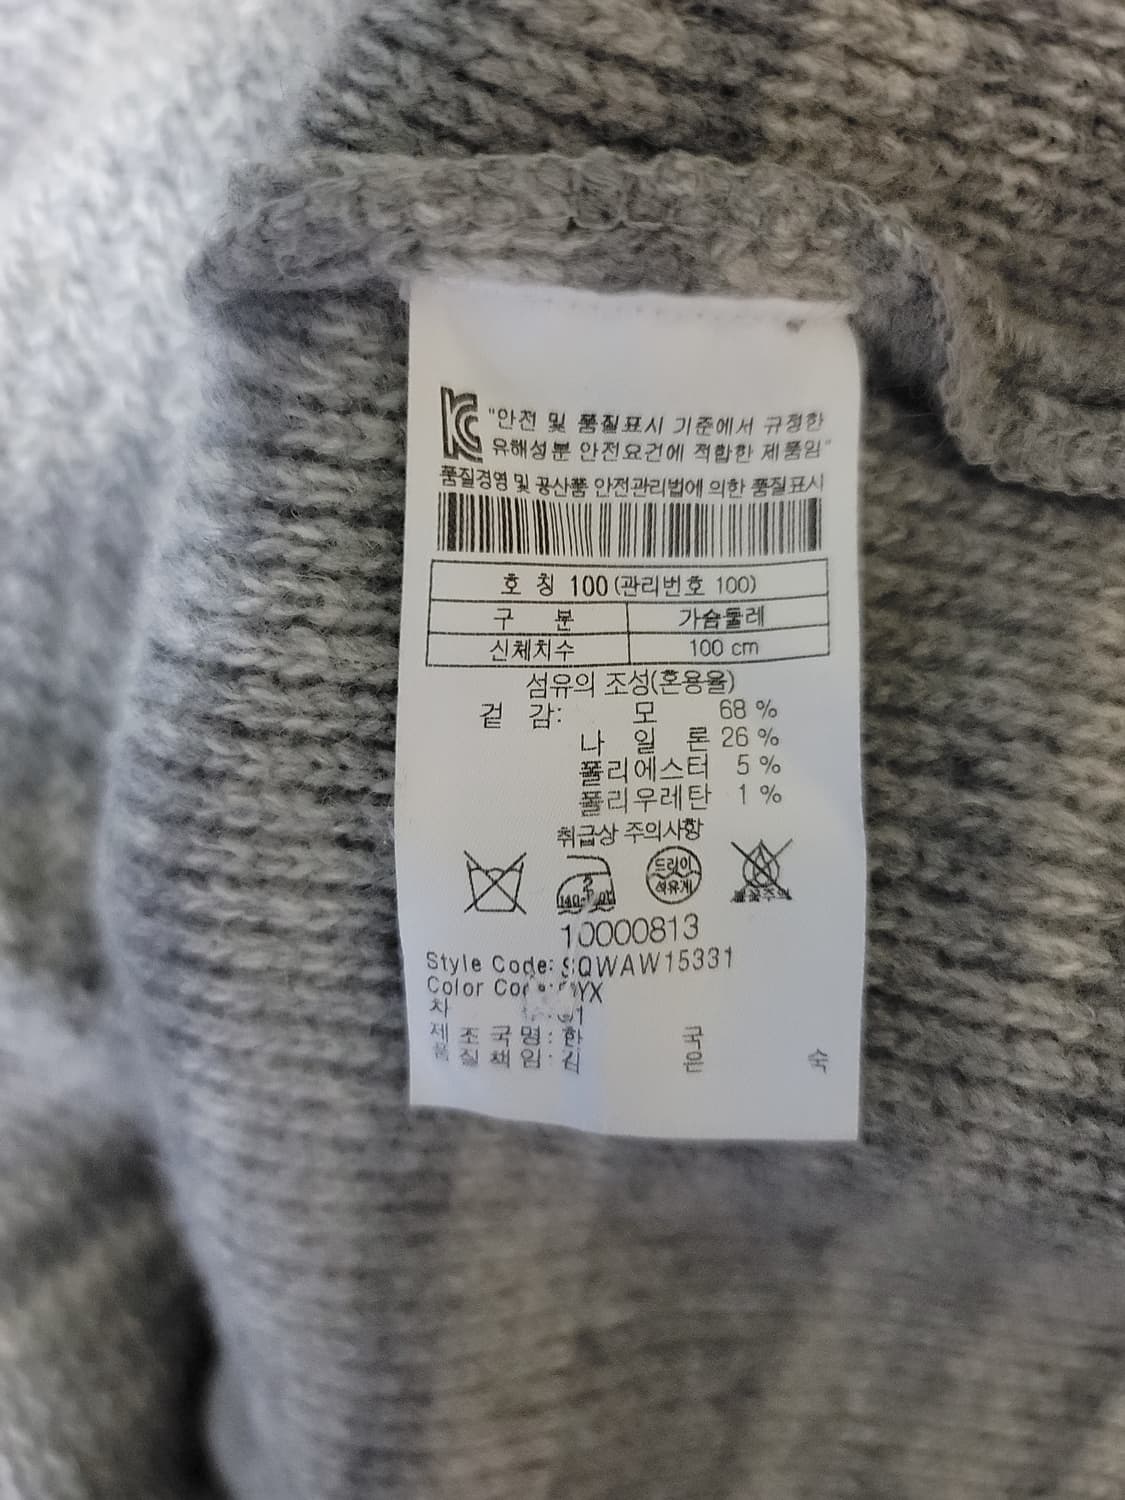 "안전 및 품질표시 기준에서 규정한
유해성분 안전요건에 적합한 제품임"
품질경영 및 공산품 안전관리법에 의한 품질표시
호 칭 100 (관리번호 100)
구 분 가슴둘레
신체치수 100 cm
섬유의 조성(혼용율)
겉 감: 모 68 %
나 일 론 26 %
폴리에스터 5 %
폴리우레탄 1 %
취급상 주의사항
드라이
석유계
10000813
Style Code: SQWAW15331
Color
제 조 국 명 : 한 국
품 질 책 임 : 김 은 숙